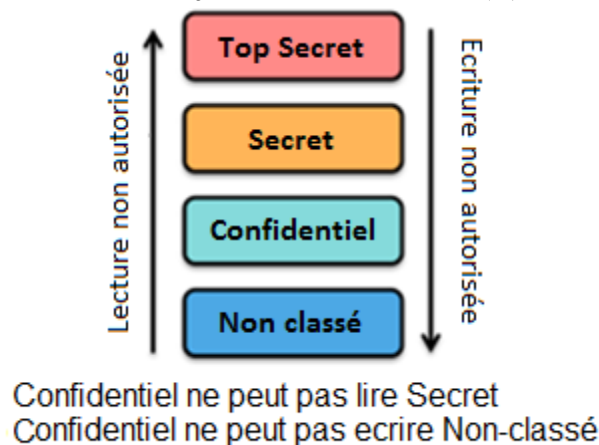 Top Secret
Secret
Confidentiel
Non classé
Lecture non autorisée
Ecriture non autorisée
Confidentiel ne peut pas lire Secret
Confidentiel ne peut pas ecrire Non-classé